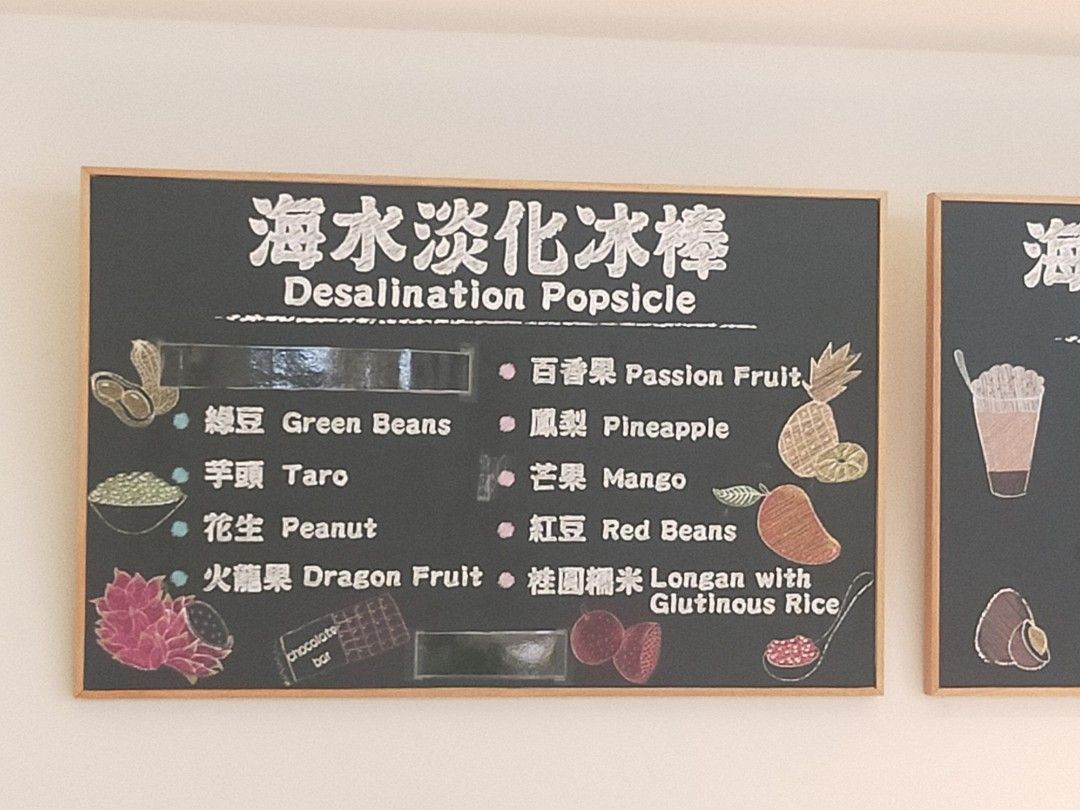 海水淡化冰棒
Desalination Popsicle
綠豆 Green Beans
芋頭 Taro
花生 Peanut
火龍果 Dragon Fruit
百香果 Passion Fruit
鳳梨 Pineapple
芒果 Mango
紅豆 Red Beans
桂圓糯米 Longan with
Glutinous Rice
chocolate
bar
海